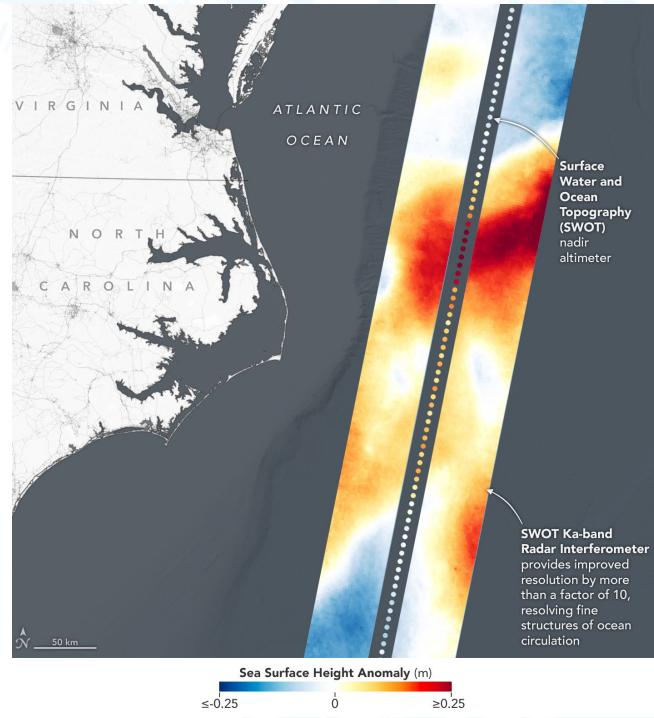 ATLANTIC
OCEAN
VIRGINIA
NORTH
CAROLINA
Surface
Water and
Ocean
Topography
(SWOT)
nadir
altimeter
SWOT Ka-band
Radar Interferometer
provides improved
resolution by more
than a factor of 10,
resolving fine
structures of ocean
circulation
N
50 km
Sea Surface Height Anomaly (m)
≤-0.25 0 ≥0.25